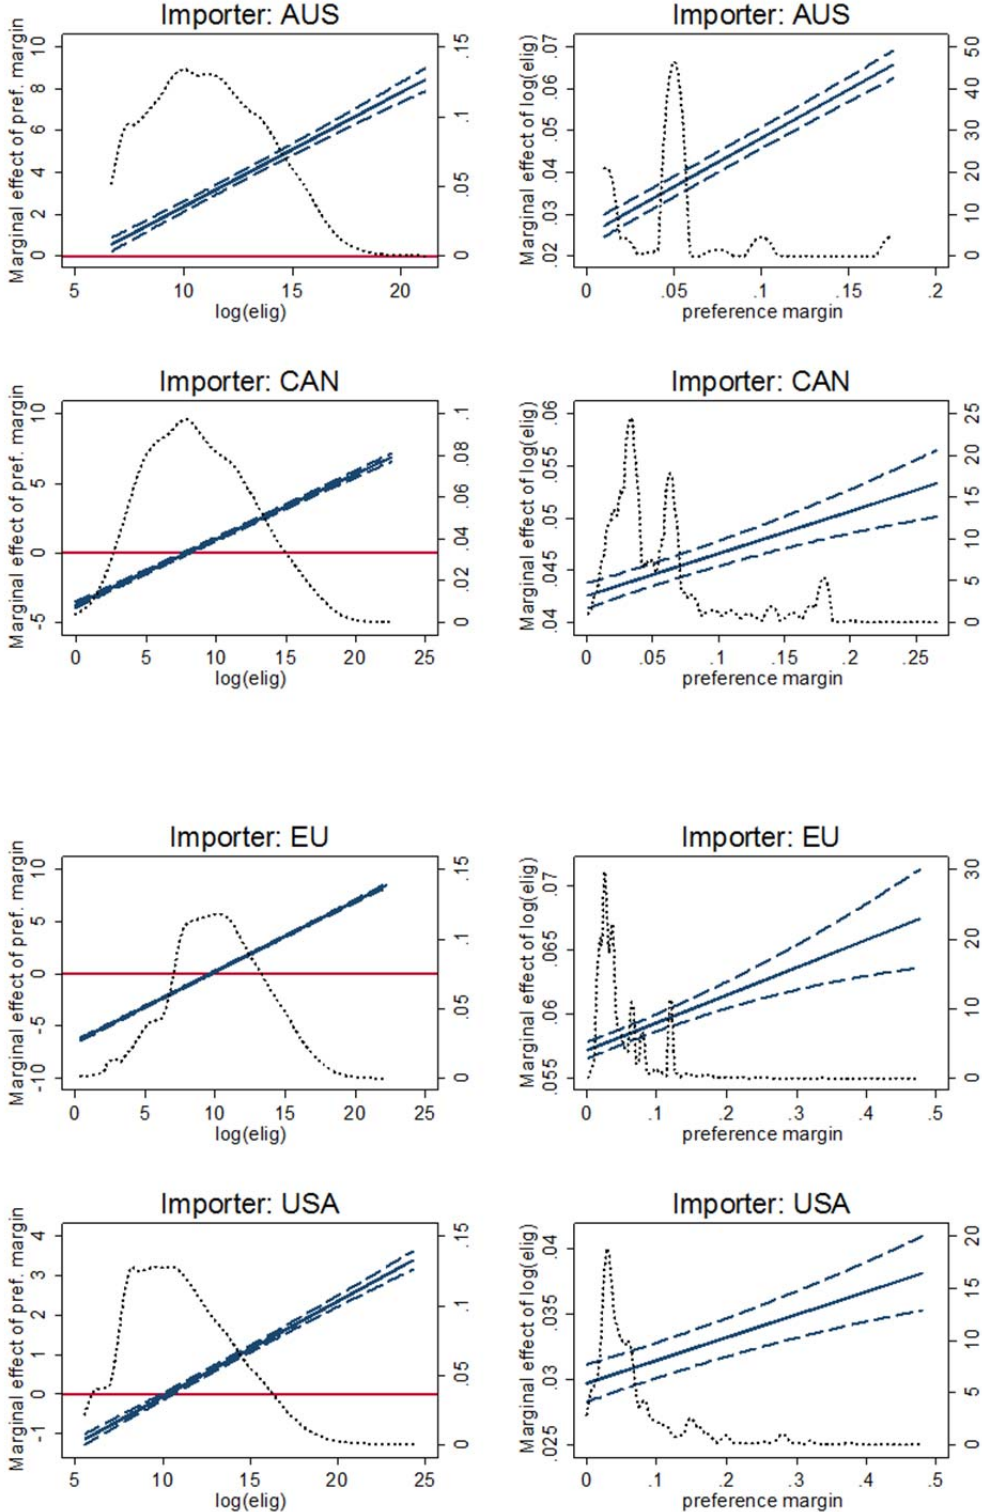 Importer: AUS
Marginal effect of pref. margin
0 2 4 6 8 10
0 .05 .1 .15
5 10 15 20
log(elig)
Importer: AUS
Marginal effect of log(elig)
.02 .03 .04 .05 .06 .07
0 10 20 30 40 50
0 .05 .1 .15 .2
preference margin
Importer: CAN
Marginal effect of pref. margin
-5 0 5 10
0 .02 .04 .06 .08 .1
0 5 10 15 20 25
log(elig)
Importer: CAN
Marginal effect of log(elig)
.04 .045 .05 .055 .06
0 5 10 15 20 25
0 .05 .1 .15 .2 .25
preference margin
Importer: EU
Marginal effect of pref. margin
-10 -5 0 5 10
0 .05 .1 .15
0 5 10 15 20 25
log(elig)
Importer: EU
Marginal effect of log(elig)
.055 .06 .065 .07
0 10 20 30
0 .1 .2 .3 .4 .5
preference margin
Importer: USA
Marginal effect of pref. margin
-1 0 1 2 3 4
0 .05 .1 .15
5 10 15 20 25
log(elig)
Importer: USA
Marginal effect of log(elig)
.025 .03 .035 .04
0 5 10 15 20
0 .1 .2 .3 .4 .5
preference margin